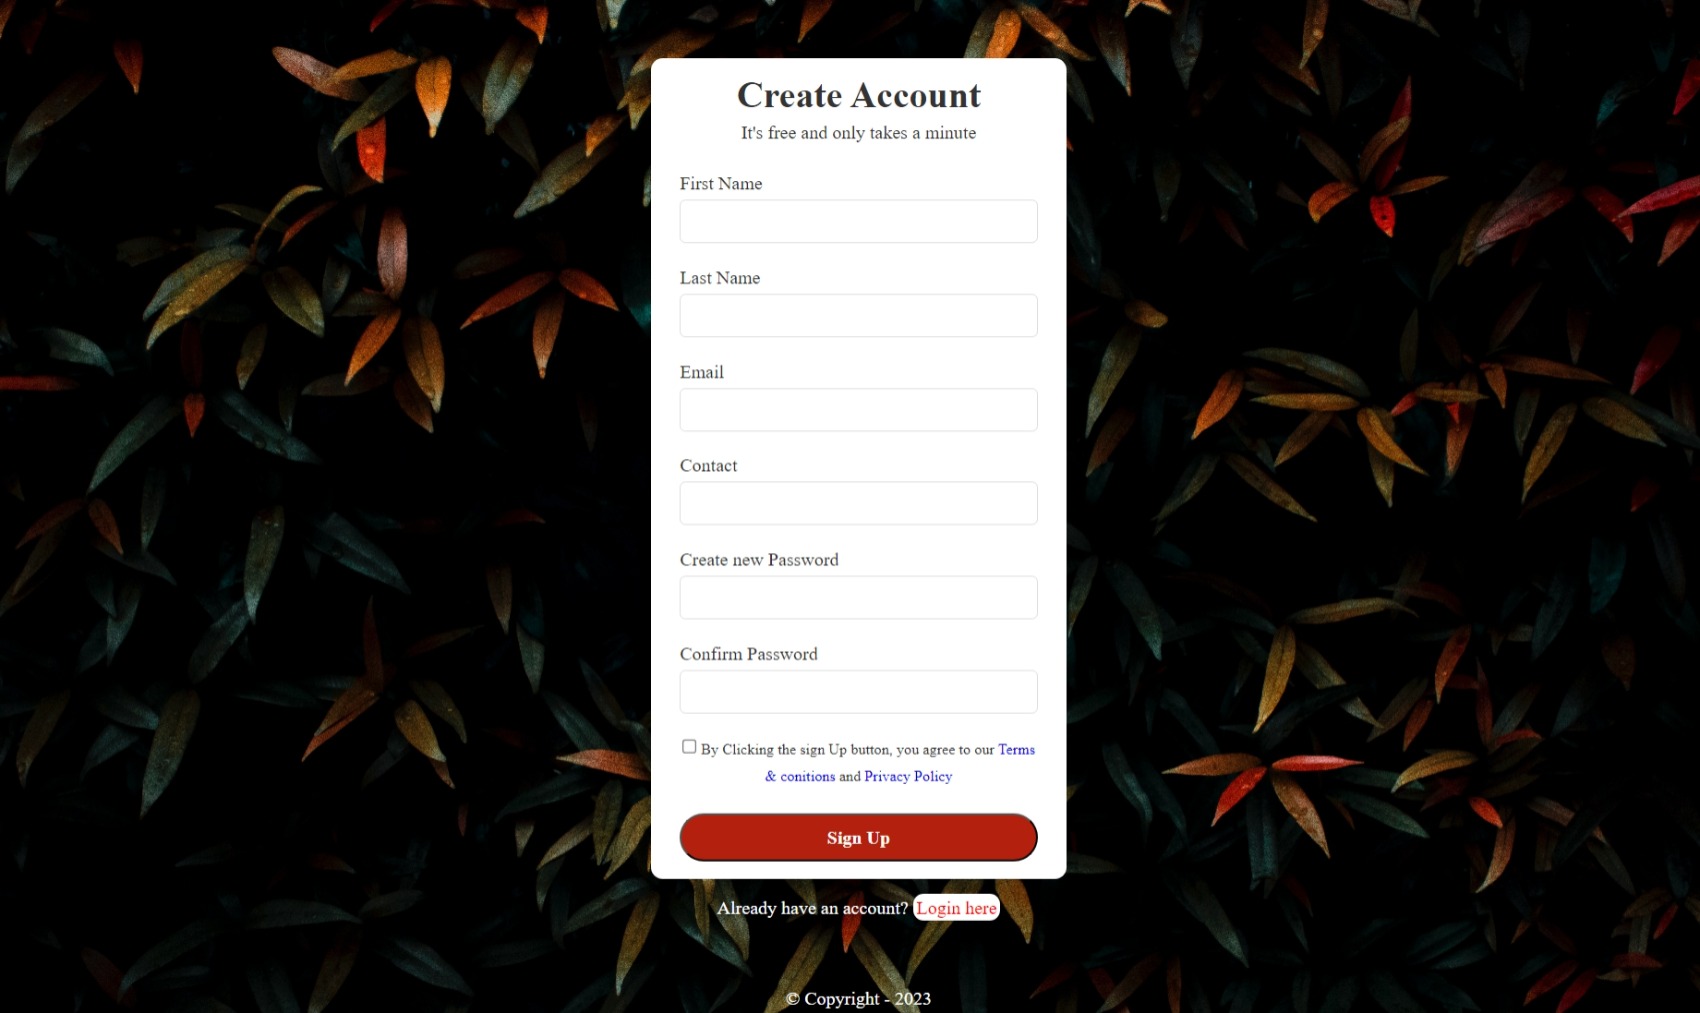 Create Account
It's free and only takes a minute
First Name
Last Name
Email
Contact
Create new Password
Confirm Password
By Clicking the sign Up button, you agree to our Terms
& conitions and Privacy Policy
Sign Up
Already have an account? Login here
© Copyright - 2023